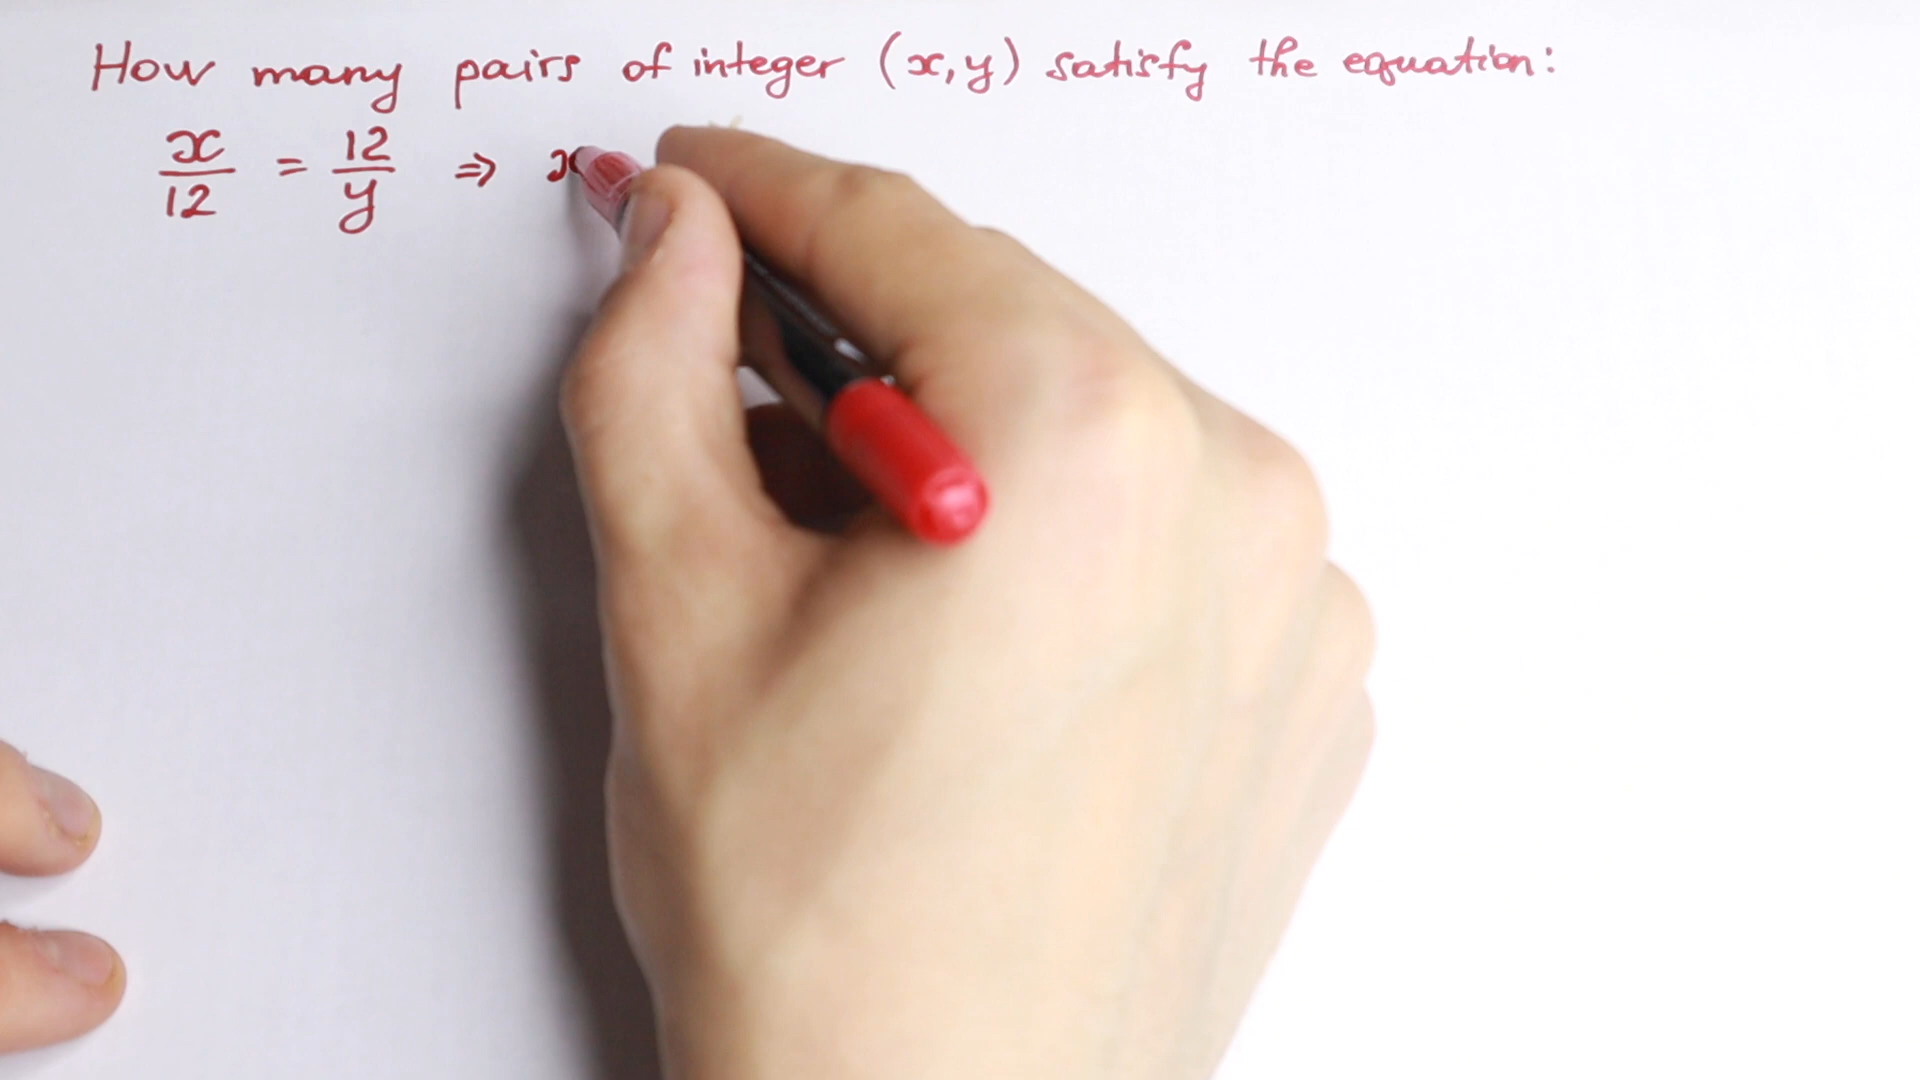 How many pairs of integer (x,y) satisfy the equation:
x/12 = 12/y ⇒ x